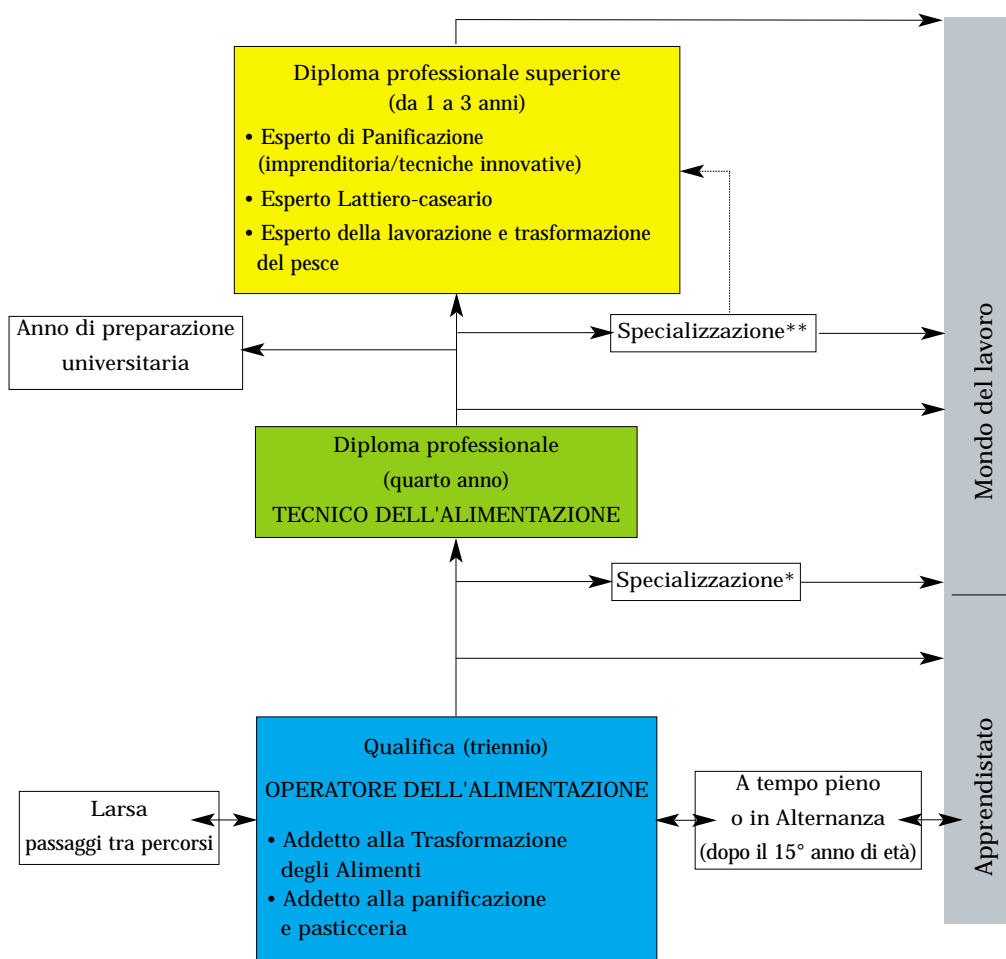 Diploma professionale superiore
(da 1 a 3 anni)
• Esperto di Panificazione
(imprenditoria/tecniche innovative)
• Esperto Lattiero-caseario
• Esperto della lavorazione e trasformazione
del pesce
Anno di preparazione
universitaria
Specializzazione**
Mondo del lavoro
Diploma professionale
(quarto anno)
TECNICO DELL'ALIMENTAZIONE
Specializzazione*
Qualifica (triennio)
OPERATORE DELL'ALIMENTAZIONE
• Addetto alla Trasformazione
degli Alimenti
• Addetto alla panificazione
e pasticceria
Larsa
passaggi tra percorsi
A tempo pieno
o in Alternanza
(dopo il 15° anno di età)
Apprendistato